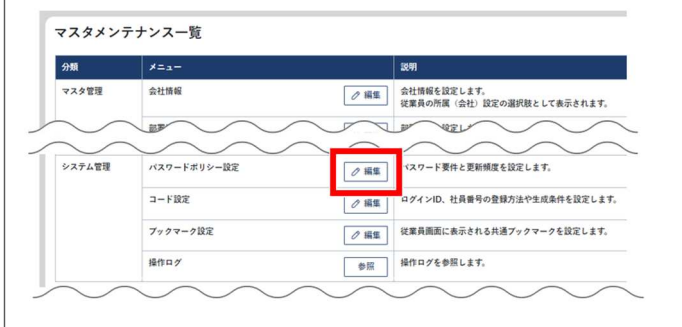 マスタメンテナンス一覧
分類 メニュー 説明
マスタ管理 会社情報 編集 会社情報を設定します。
従業員の所属（会社）設定の選択肢として表示されます。
システム管理 パスワードポリシー設定 編集 パスワード要件と更新頻度を設定します。
コード設定 編集 ログインID、社員番号の登録方法や生成条件を設定します。
ブックマーク設定 編集 従業員画面に表示される共通ブックマークを設定します。
操作ログ 参照 操作ログを参照します。